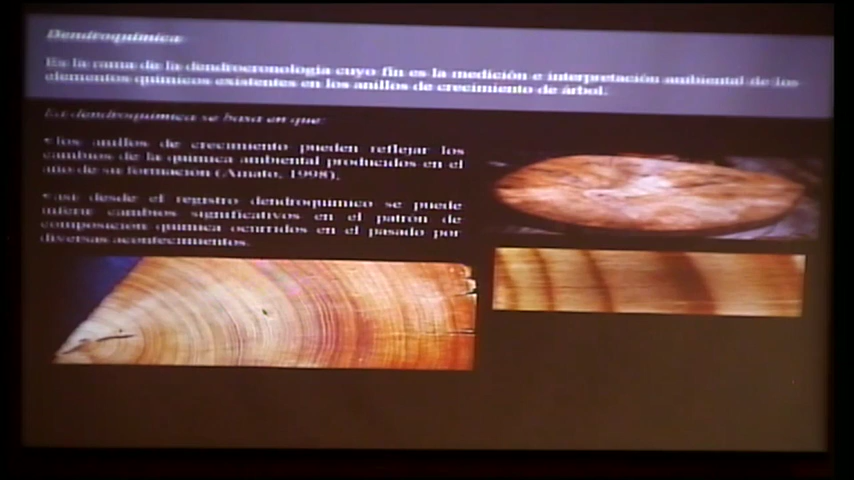 Dendroquímica
Es la rama de la dendrocronología cuyo fin es la medición e interpretación ambiental de los
elementos químicos existentes en los anillos de crecimiento de árbol.
La dendroquímica se basa en que:
•los anillos de crecimiento pueden reflejar los
cambios de la química ambiental producidos en el
año de su formación (Amato, 1998),
•así desde el registro dendroquímico se puede
inferir cambios significativos en el patrón de
composición química ocurridos en el pasado por
diversas acontecimientos.